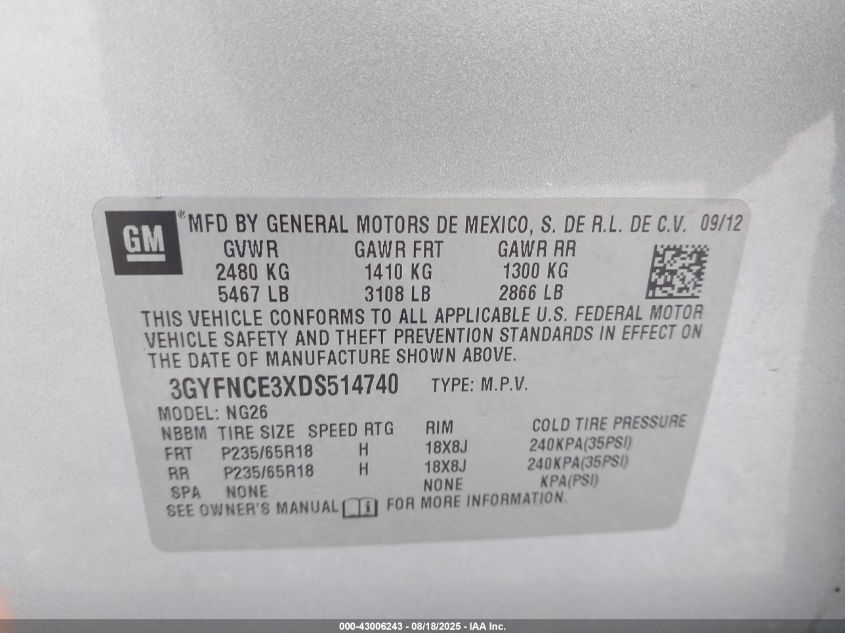 GM ® MFD BY GENERAL MOTORS DE MEXICO, S. DE R.L. DE C.V. 09/12
GVWR GAWR FRT GAWR RR
2480 KG 1410 KG 1300 KG
5467 LB 3108 LB 2866 LB
THIS VEHICLE CONFORMS TO ALL APPLICABLE U.S. FEDERAL MOTOR
VEHICLE SAFETY AND THEFT PREVENTION STANDARDS IN EFFECT ON
THE DATE OF MANUFACTURE SHOWN ABOVE.
3GYFNCE3XDS514740 TYPE: M.P.V.
MODEL: NG26
NBBM TIRE SIZE SPEED RTG RIM COLD TIRE PRESSURE
FRT P235/65R18 H 18X8J 240KPA(35PSI)
RR P235/65R18 H 18X8J 240KPA(35PSI)
SPA NONE NONE KPA(PSI)
SEE OWNER'S MANUAL i FOR MORE INFORMATION.
000-43006243 - 08/18/2025 - IAA Inc.